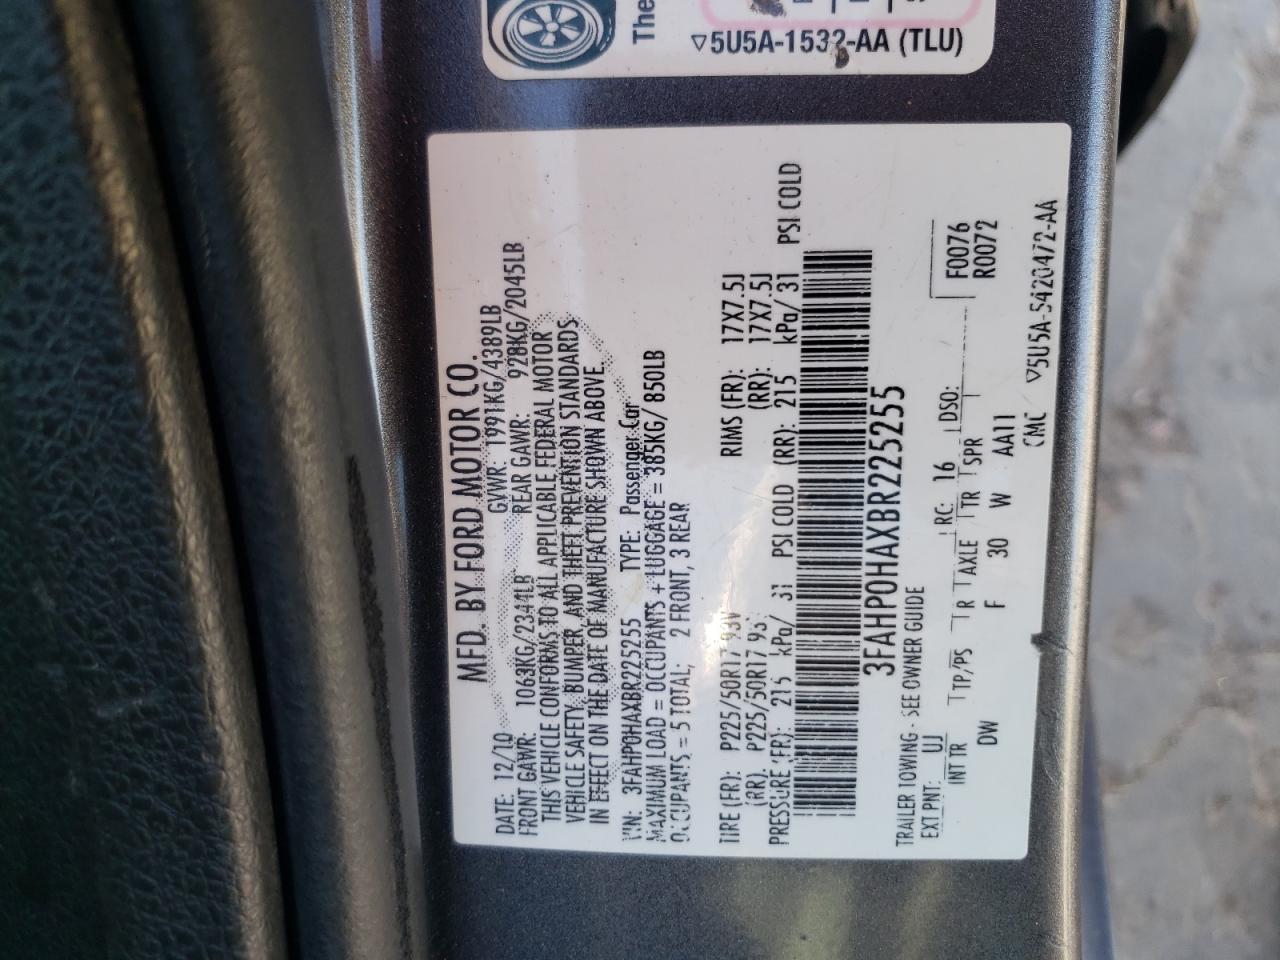 The
▽5U5A-1532-AA (TLU)
MFD. BY FORD MOTOR CO.
DATE: 12/10 GVWR: 1991KG/4389LB
FRONT GAWR: 1063KG/2344LB REAR GAWR: 928KG/2045LB
THIS VEHICLE CONFORMS TO ALL APPLICABLE FEDERAL MOTOR
VEHICLE SAFETY, BUMPER, AND THEFT PREVENTION STANDARDS
IN EFFECT ON THE DATE OF MANUFACTURE SHOWN ABOVE.
VIN: 3FAHP0HAXBR225255 TYPE: Passenger Car
MAXIMUM LOAD = OCCUPANTS + LUGGAGE = 385KG/ 850LB
OCCUPANTS = 5 TOTAL; 2 FRONT, 3 REAR
TIRE (FR): P225/50R17 93V RIMS (FR): 17X7.5J
(RR): P225/50R17 93 (RR): 17X7.5J
PRESSURE (FR): 215 kPa/ 31 PSI COLD (RR): 215 kPa/ 31 PSI COLD
3FAHP0HAXBR225255
TRAILER TOWING - SEE OWNER GUIDE
EXT PNT: UJ RC: 16 DSO: F0076
INT TR TP/PS R AXLE TR SPR R0072
DW F 30 W AA11
CMC ▽5U5A-5420472-AA